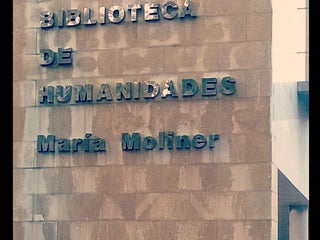 BIBLIOTECA
DE
HUMANIDADES
María Moliner